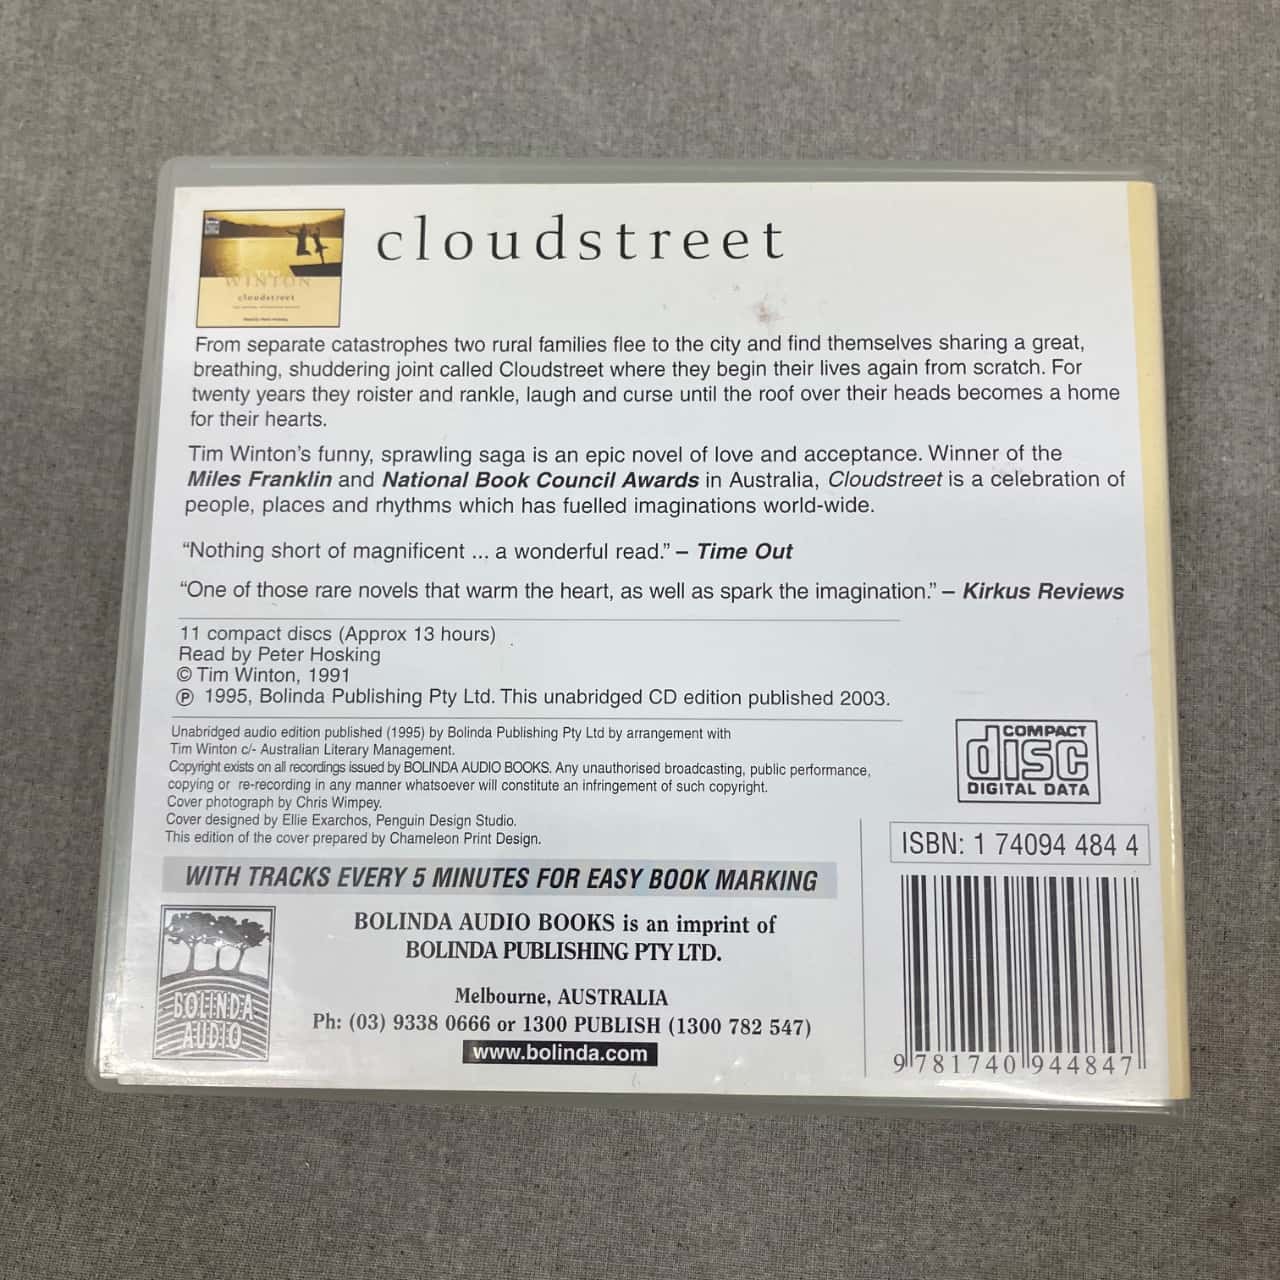 TIM
WINTON
cloudstreet
cloudstreet
From separate catastrophes two rural families flee to the city and find themselves sharing a great,
breathing, shuddering joint called Cloudstreet where they begin their lives again from scratch. For
twenty years they roister and rankle, laugh and curse until the roof over their heads becomes a home
for their hearts.
Tim Winton's funny, sprawling saga is an epic novel of love and acceptance. Winner of the
Miles Franklin and National Book Council Awards in Australia, Cloudstreet is a celebration of
people, places and rhythms which has fuelled imaginations world-wide.
“Nothing short of magnificent ... a wonderful read.” – Time Out
“One of those rare novels that warm the heart, as well as spark the imagination.” – Kirkus Reviews
11 compact discs (Approx 13 hours)
Read by Peter Hosking
© Tim Winton, 1991
℗ 1995, Bolinda Publishing Pty Ltd. This unabridged CD edition published 2003.
Unabridged audio edition published (1995) by Bolinda Publishing Pty Ltd by arrangement with
Tim Winton c/- Australian Literary Management.
Copyright exists on all recordings issued by BOLINDA AUDIO BOOKS. Any unauthorised broadcasting, public performance,
copying or re-recording in any manner whatsoever will constitute an infringement of such copyright.
Cover photograph by Chris Wimpey.
Cover designed by Ellie Exarchos, Penguin Design Studio.
This edition of the cover prepared by Chameleon Print Design.
COMPACT
disc
DIGITAL DATA
ISBN: 1 74094 484 4
WITH TRACKS EVERY 5 MINUTES FOR EASY BOOK MARKING
BOLINDA
AUDIO
BOLINDA AUDIO BOOKS is an imprint of
BOLINDA PUBLISHING PTY LTD.
Melbourne, AUSTRALIA
Ph: (03) 9338 0666 or 1300 PUBLISH (1300 782 547)
www.bolinda.com
9 781740 944847